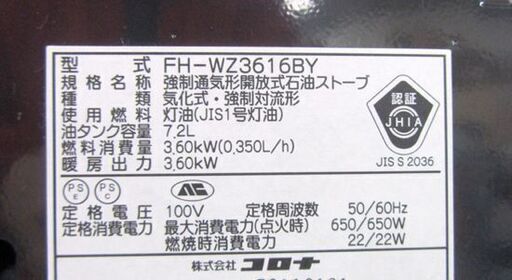 型 式 FH-WZ3616BY
規格名称 強制通気形開放式石油ストーブ
種 類 気化式・強制対流形
使用燃料 灯油(JIS1号灯油)
油タンク容量 7.2L
燃料消費量 3.60kW(0.350L/h)
暖房出力 3.60kW
認証
JHIA
JIS S 2036
PS E PS C
定格電圧 100V 定格周波数 50/60Hz
定格消費電力 最大消費電力(点火時) 650/650W
燃焼時消費電力 22/22W
株式会社 コロナ